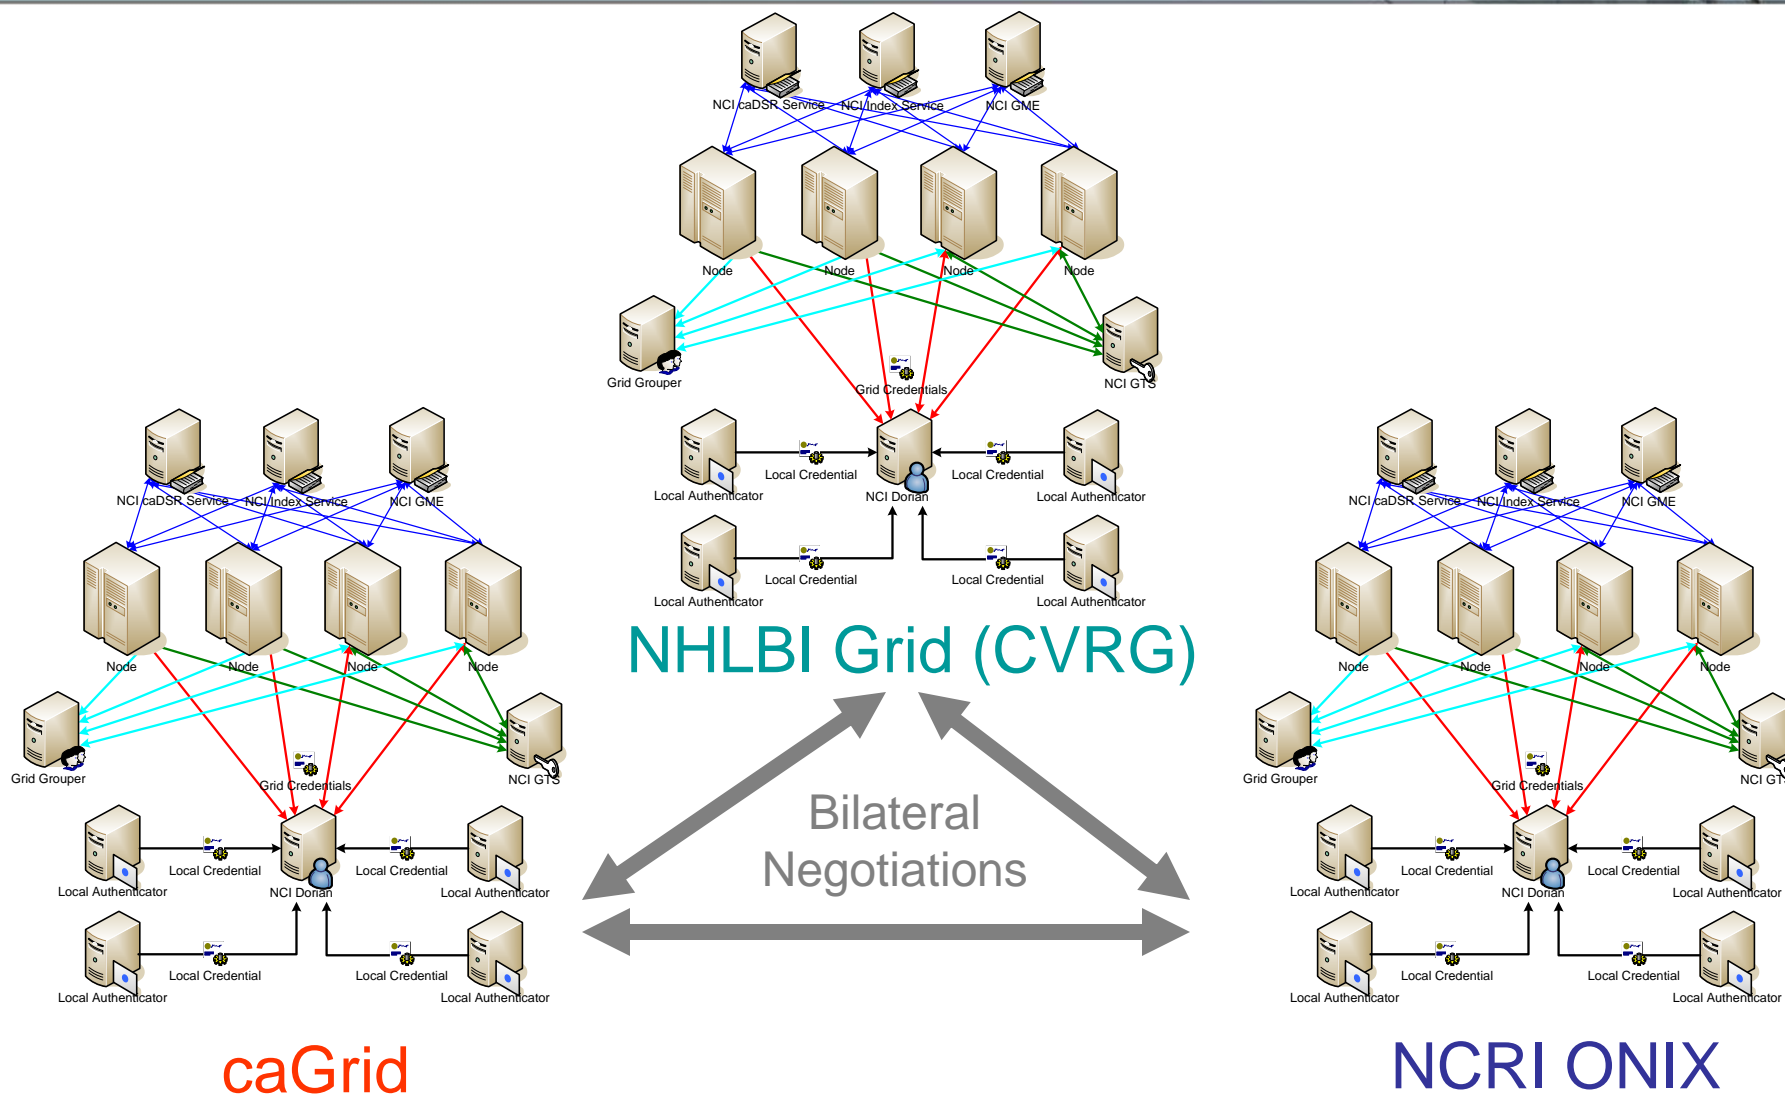 NCI caDSR Service
NCI Index Service
NCI GME
Node
Node
Node
Node
Grid Grouper
NCI GTS
Grid Credentials
Local Credential
Local Credential
Local Authenticator
NCI Dorian
Local Authenticator
Local Credential
Local Credential
Local Authenticator
Local Authenticator
NHLBI Grid (CVRG)
NCI caDSR Service
NCI Index Service
NCI GME
Node
Node
Node
Node
Grid Grouper
NCI GTS
Grid Credentials
Local Credential
Local Credential
Local Authenticator
NCI Dorian
Local Authenticator
Local Credential
Local Credential
Local Authenticator
Local Authenticator
caGrid
Bilateral
Negotiations
NCI caDSR Service
NCI Index Service
NCI GME
Node
Node
Node
Node
Grid Grouper
NCI GTS
Grid Credentials
Local Credential
Local Credential
Local Authenticator
NCI Dorian
Local Authenticator
Local Credential
Local Credential
Local Authenticator
Local Authenticator
NCRI ONIX